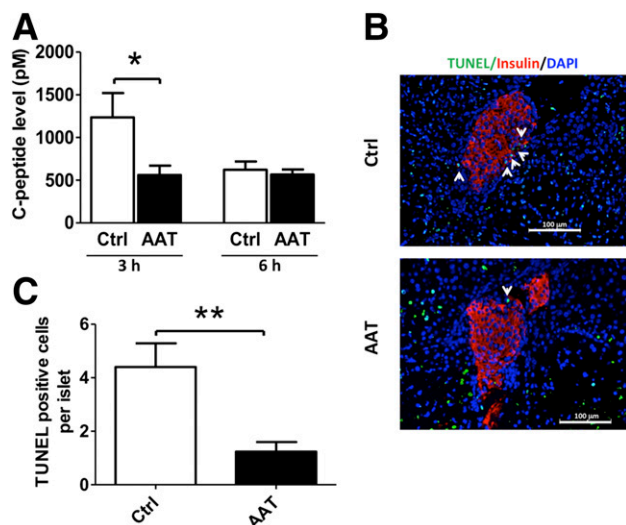 A
C-peptide level (pM)
2000
1500
1000
500
0
*
Ctrl AAT Ctrl AAT
3 h 6 h
B
TUNEL/Insulin/DAPI
Ctrl
100 µm
AAT
100 µm
C
TUNEL positive cells
per islet
6
4
2
0
**
Ctrl AAT